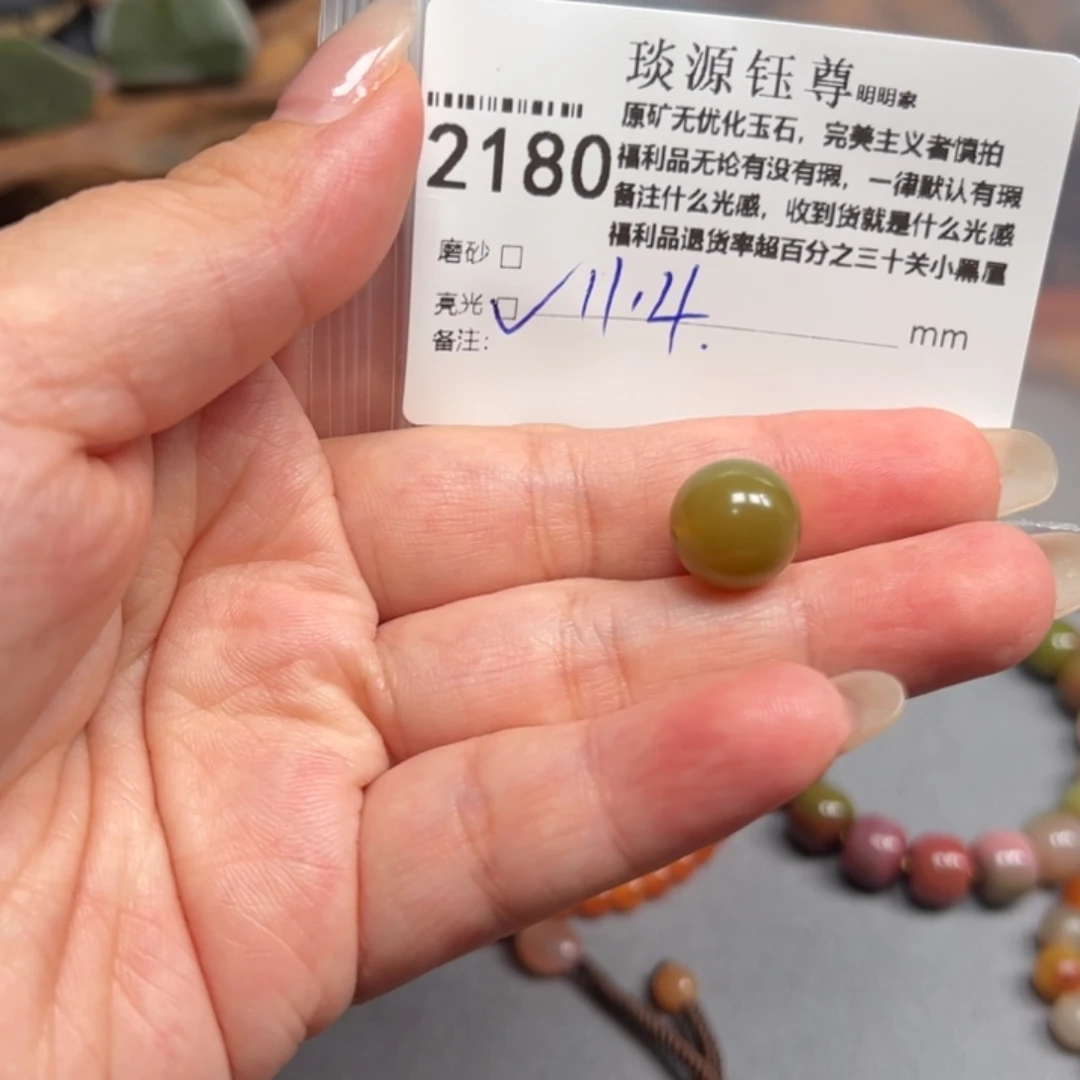 琰源钰尊明明家
原矿无优化玉石，完美主义者慎拍
2180
福利品无论有没有瑕，一律默认有瑕
备注什么光感，收到货就是什么光感
福利品退货率超百分之三十关小黑屋
磨砂 □
亮光 □ ✓ 11.4. mm
备注: